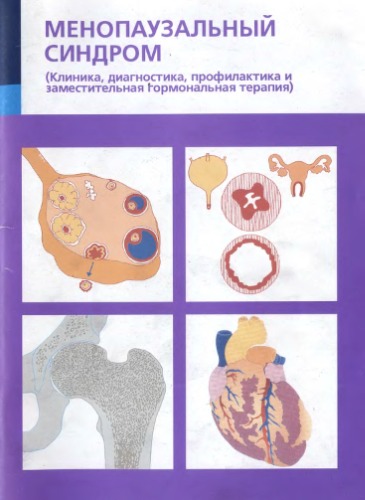 МЕНОПАУЗАЛЬНЫЙ
СИНДРОМ
(Клиника, диагностика, профилактика и
заместительная гормональная терапия)